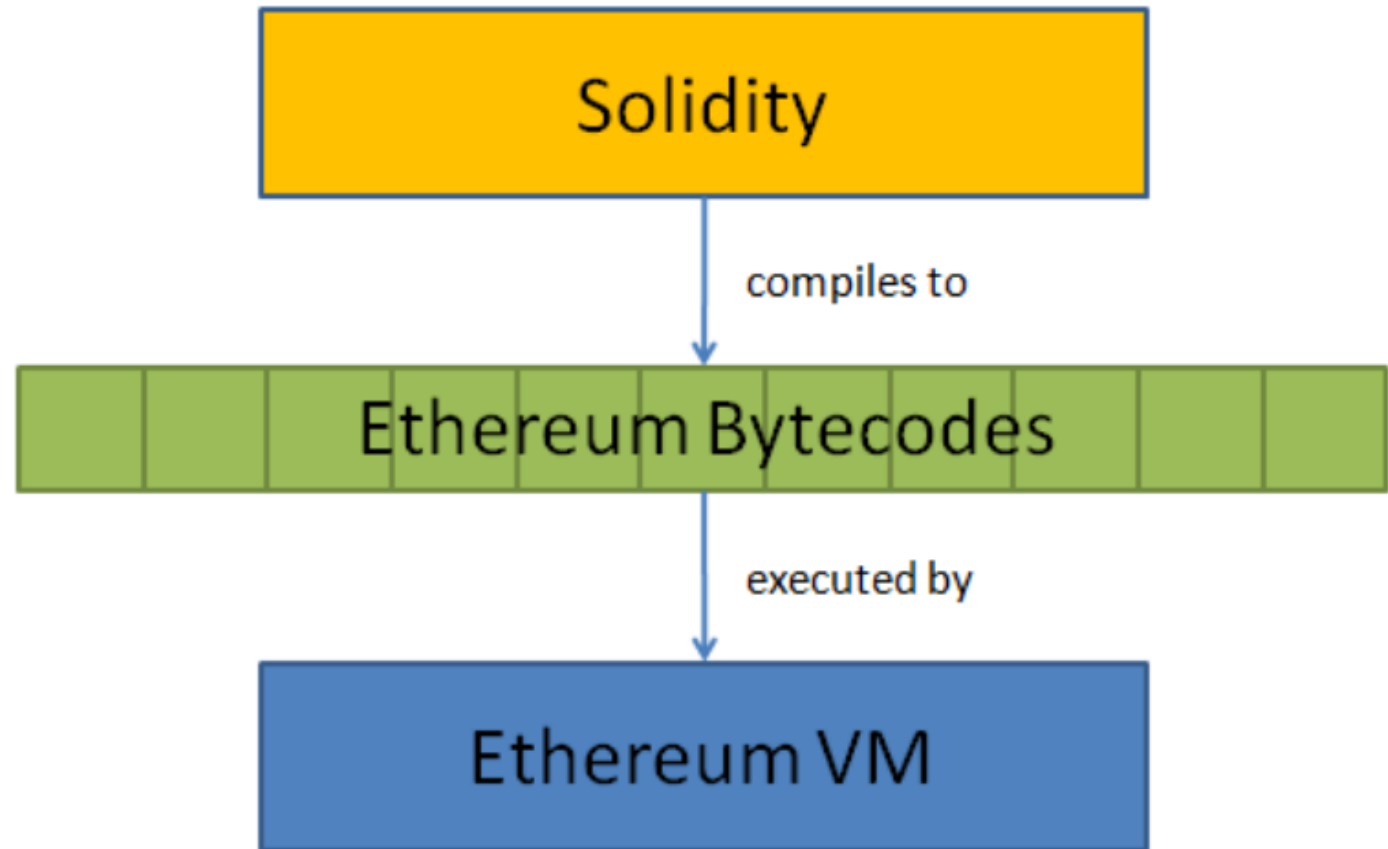 Solidity
compiles to
Ethereum Bytecodes
executed by
Ethereum VM